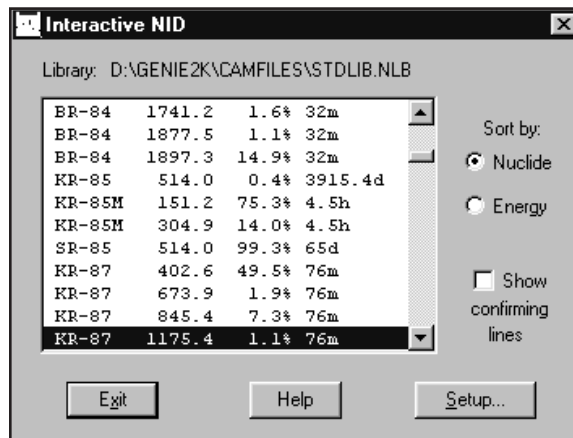 Interactive NID
Library: D:\GENIE2K\CAMFILES\STDLIB.NLB
BR-84 1741.2 1.6% 32m
BR-84 1877.5 1.1% 32m
BR-84 1897.3 14.9% 32m
KR-85 514.0 0.4% 3915.4d
KR-85M 151.2 75.3% 4.5h
KR-85M 304.9 14.0% 4.5h
SR-85 514.0 99.3% 65d
KR-87 402.6 49.5% 76m
KR-87 673.9 1.9% 76m
KR-87 845.4 7.3% 76m
KR-87 1175.4 1.1% 76m
Sort by:
Nuclide
Energy
Show
confirming
lines
Exit
Help
Setup...